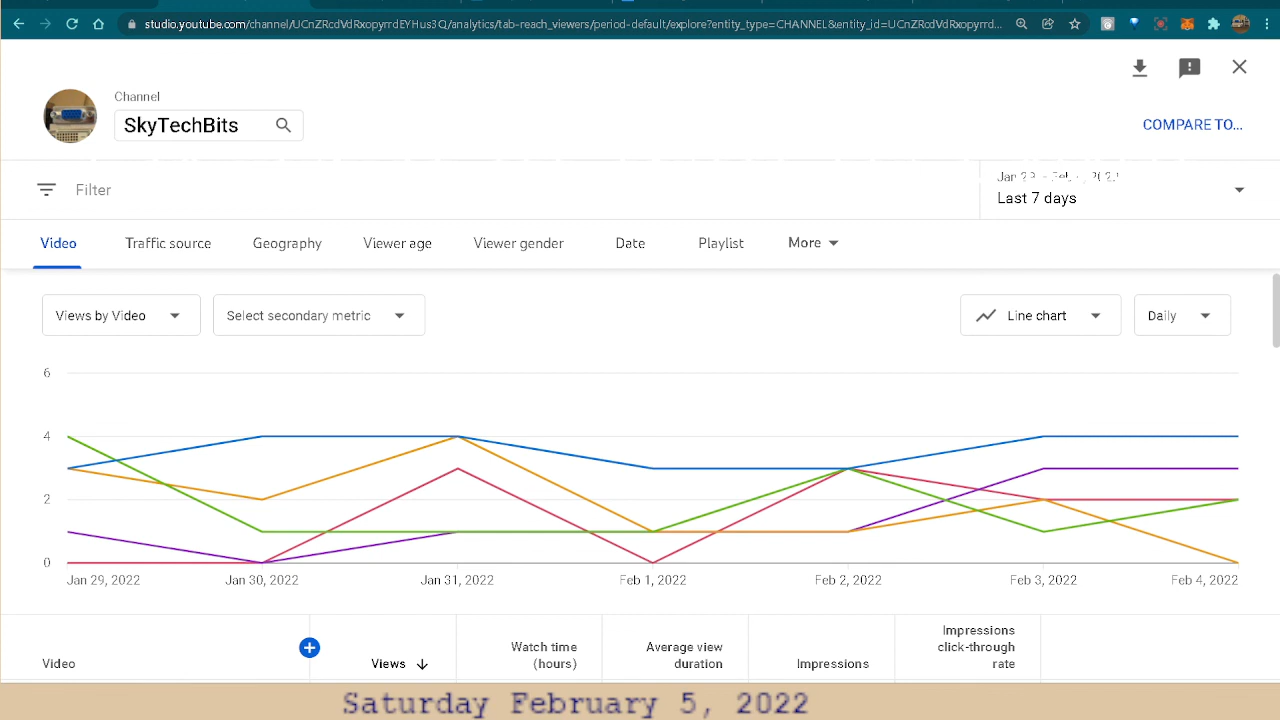 studio.youtube.com/channel/UCnZRcdVdRxopyrrdEYHus3Q/analytics/tab-reach_viewers/period-default/explore?entity_type=CHANNEL&entity_id=UCnZRcdVdRxopyrrd...
Channel
SkyTechBits
COMPARE TO...
Filter
Last 7 days
Video Traffic source Geography Viewer age Viewer gender Date Playlist More
Views by Video Select secondary metric Line chart Daily
6
4
2
0
Jan 29, 2022 Jan 30, 2022 Jan 31, 2022 Feb 1, 2022 Feb 2, 2022 Feb 3, 2022 Feb 4, 2022
Video Views Watch time (hours) Average view duration Impressions Impressions click-through rate
Saturday February 5, 2022